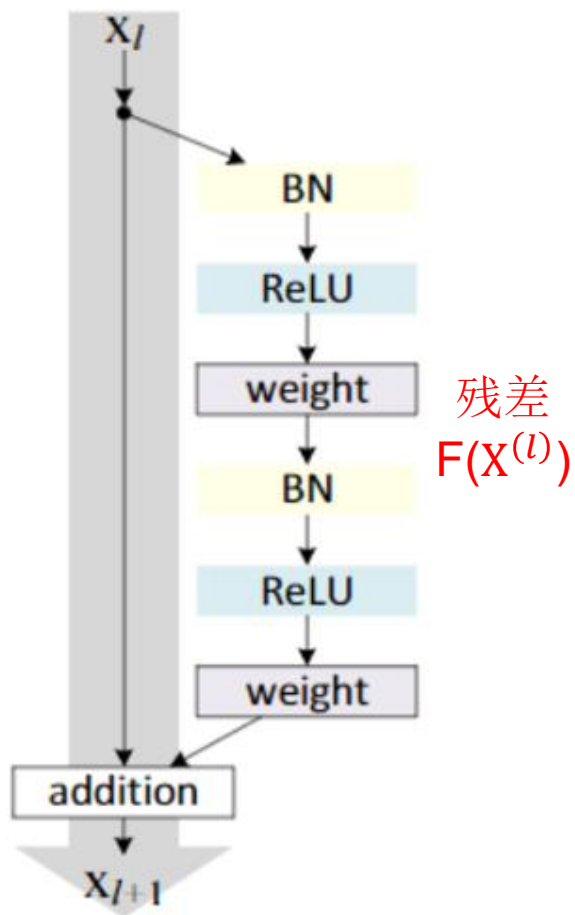 x_l
BN
ReLU
weight
残差
F(X^{(l)})
BN
ReLU
weight
addition
x_{l+1}